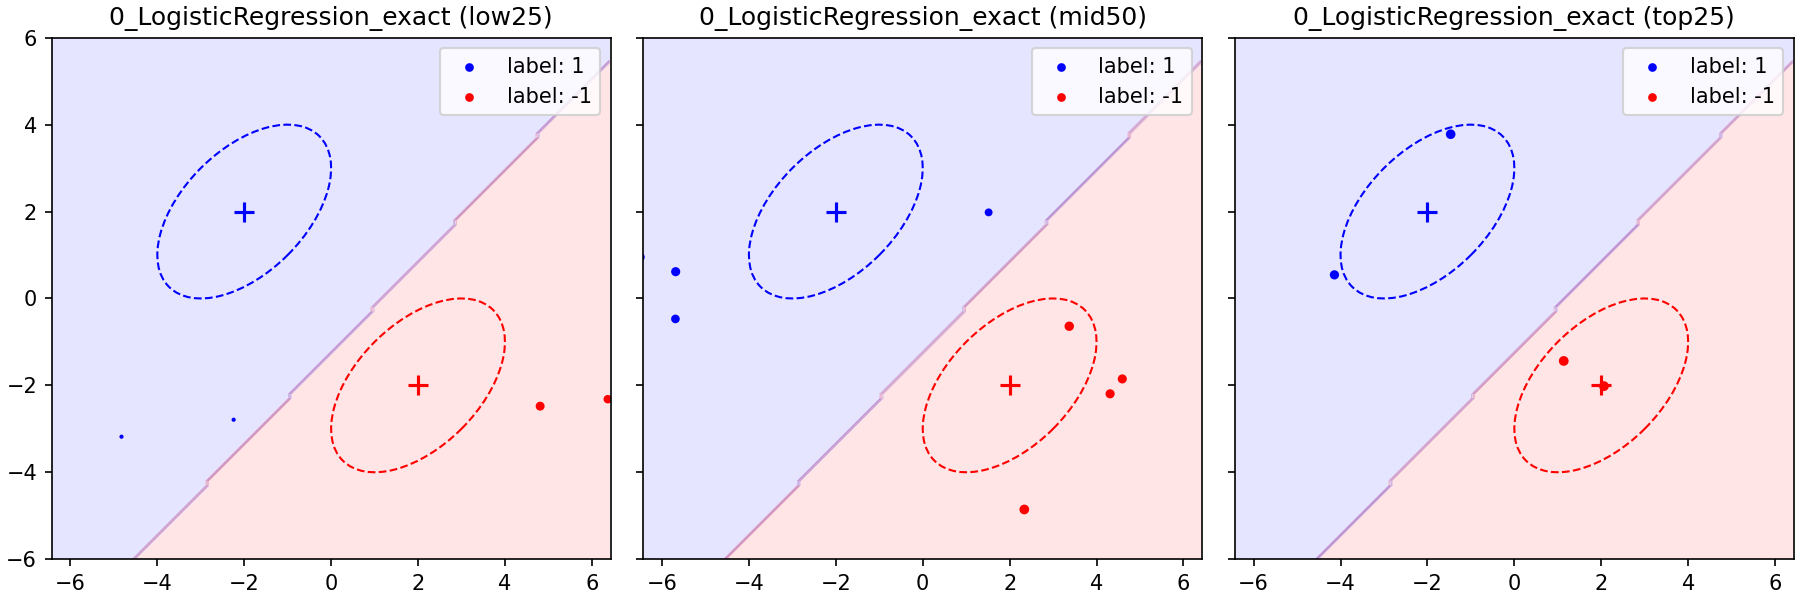 0_LogisticRegression_exact (low25)
0_LogisticRegression_exact (mid50)
0_LogisticRegression_exact (top25)
label: 1
label: -1
label: 1
label: -1
label: 1
label: -1
6
4
2
0
−2
−4
−6
−6 −4 −2 0 2 4 6
−6 −4 −2 0 2 4 6
−6 −4 −2 0 2 4 6